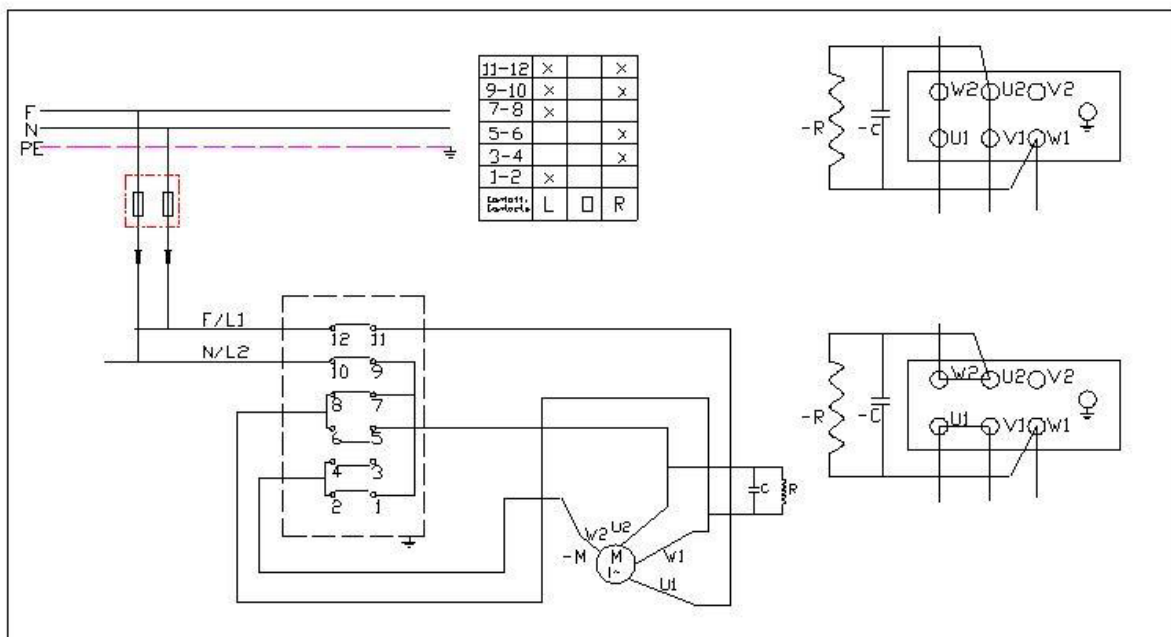 F
N
PE
11-12 × ×
9-10 × ×
7-8 ×
5-6 ×
3-4 ×
1-2 ×
L 0 R
F/L1
N/L2
12 11
10 9
8 7
6 5
4 3
2 1
C R
W2 U2
-M M W1
1~
U1
-R -C W2 U2 V2
U1 V1 W1
-R -C W2 U2 V2
U1 V1 W1